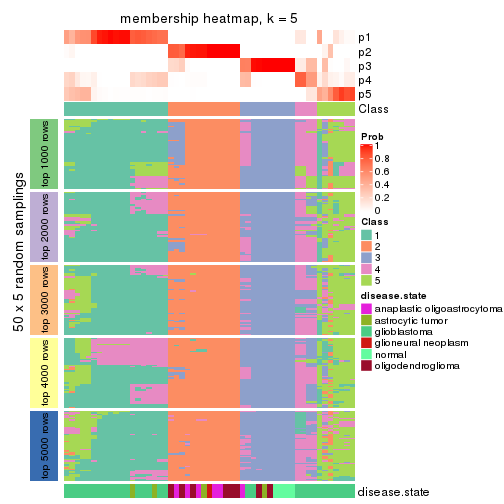 membership heatmap, k = 5
p1
p2
p3
p4
p5
Class
50 x 5 random samplings
top 1000 rows
top 2000 rows
top 3000 rows
top 4000 rows
top 5000 rows
Prob
1
0.8
0.6
0.4
0.2
0
Class
1
2
3
4
5
disease.state
anaplastic oligoastrocytoma
astrocytic tumor
glioblastoma
glioneural neoplasm
normal
oligodendroglioma
disease.state